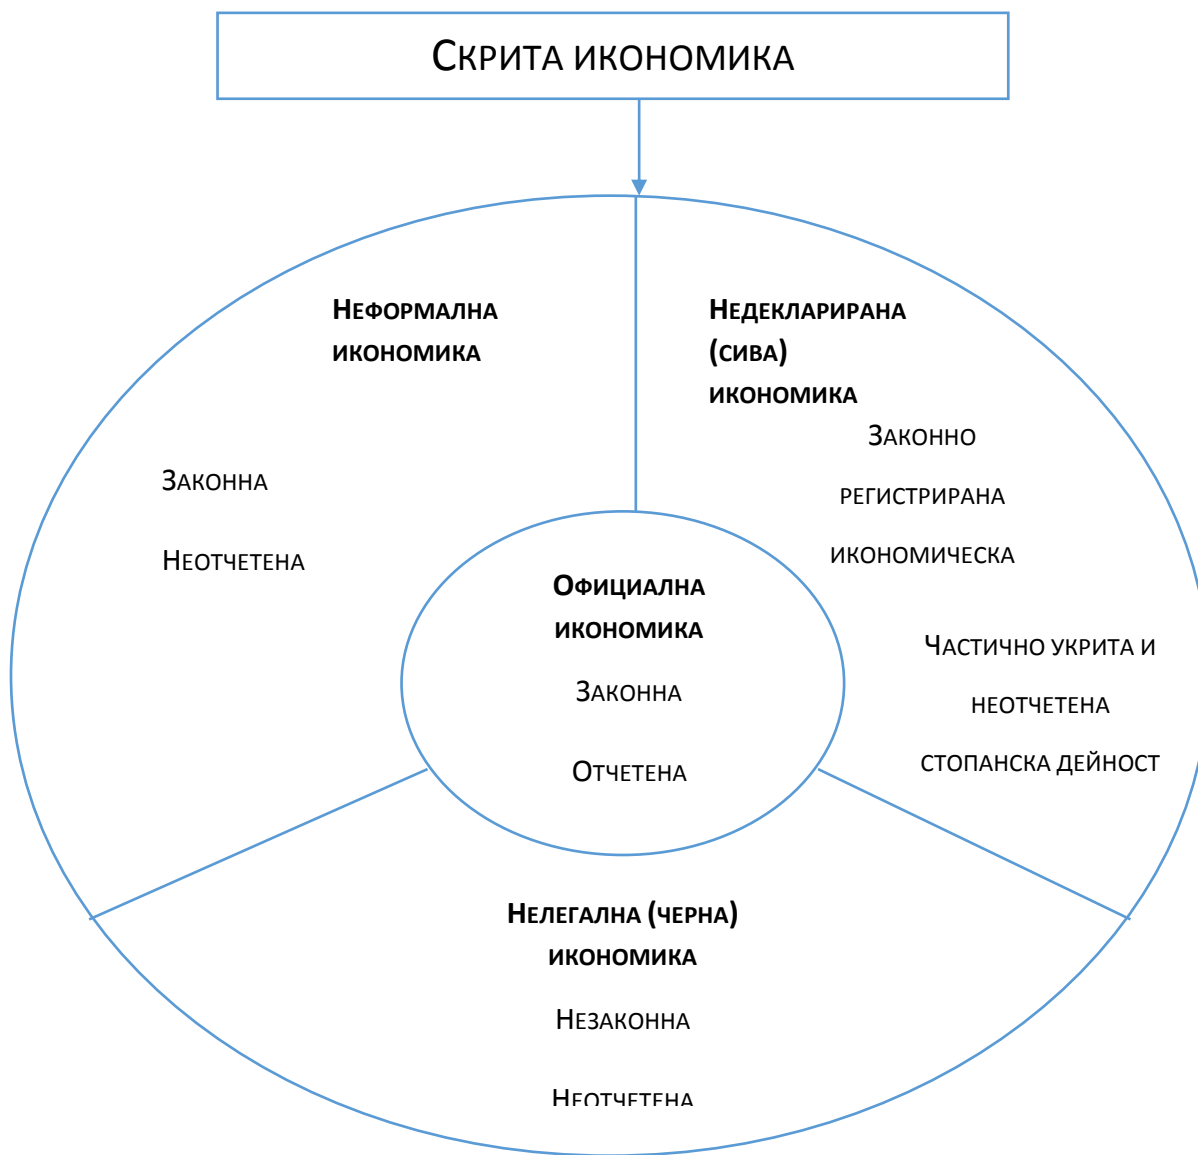 Скрита икономика
Неформална
икономика
Законна
Неотчетена
Недекларирана
(сива)
икономика
Законно
регистрирана
икономическа
Частично укрита и
неотчетена
стопанска дейност
Официална
икономика
Законна
Отчетена
Нелегална (черна)
икономика
Незаконна
Неотчетена